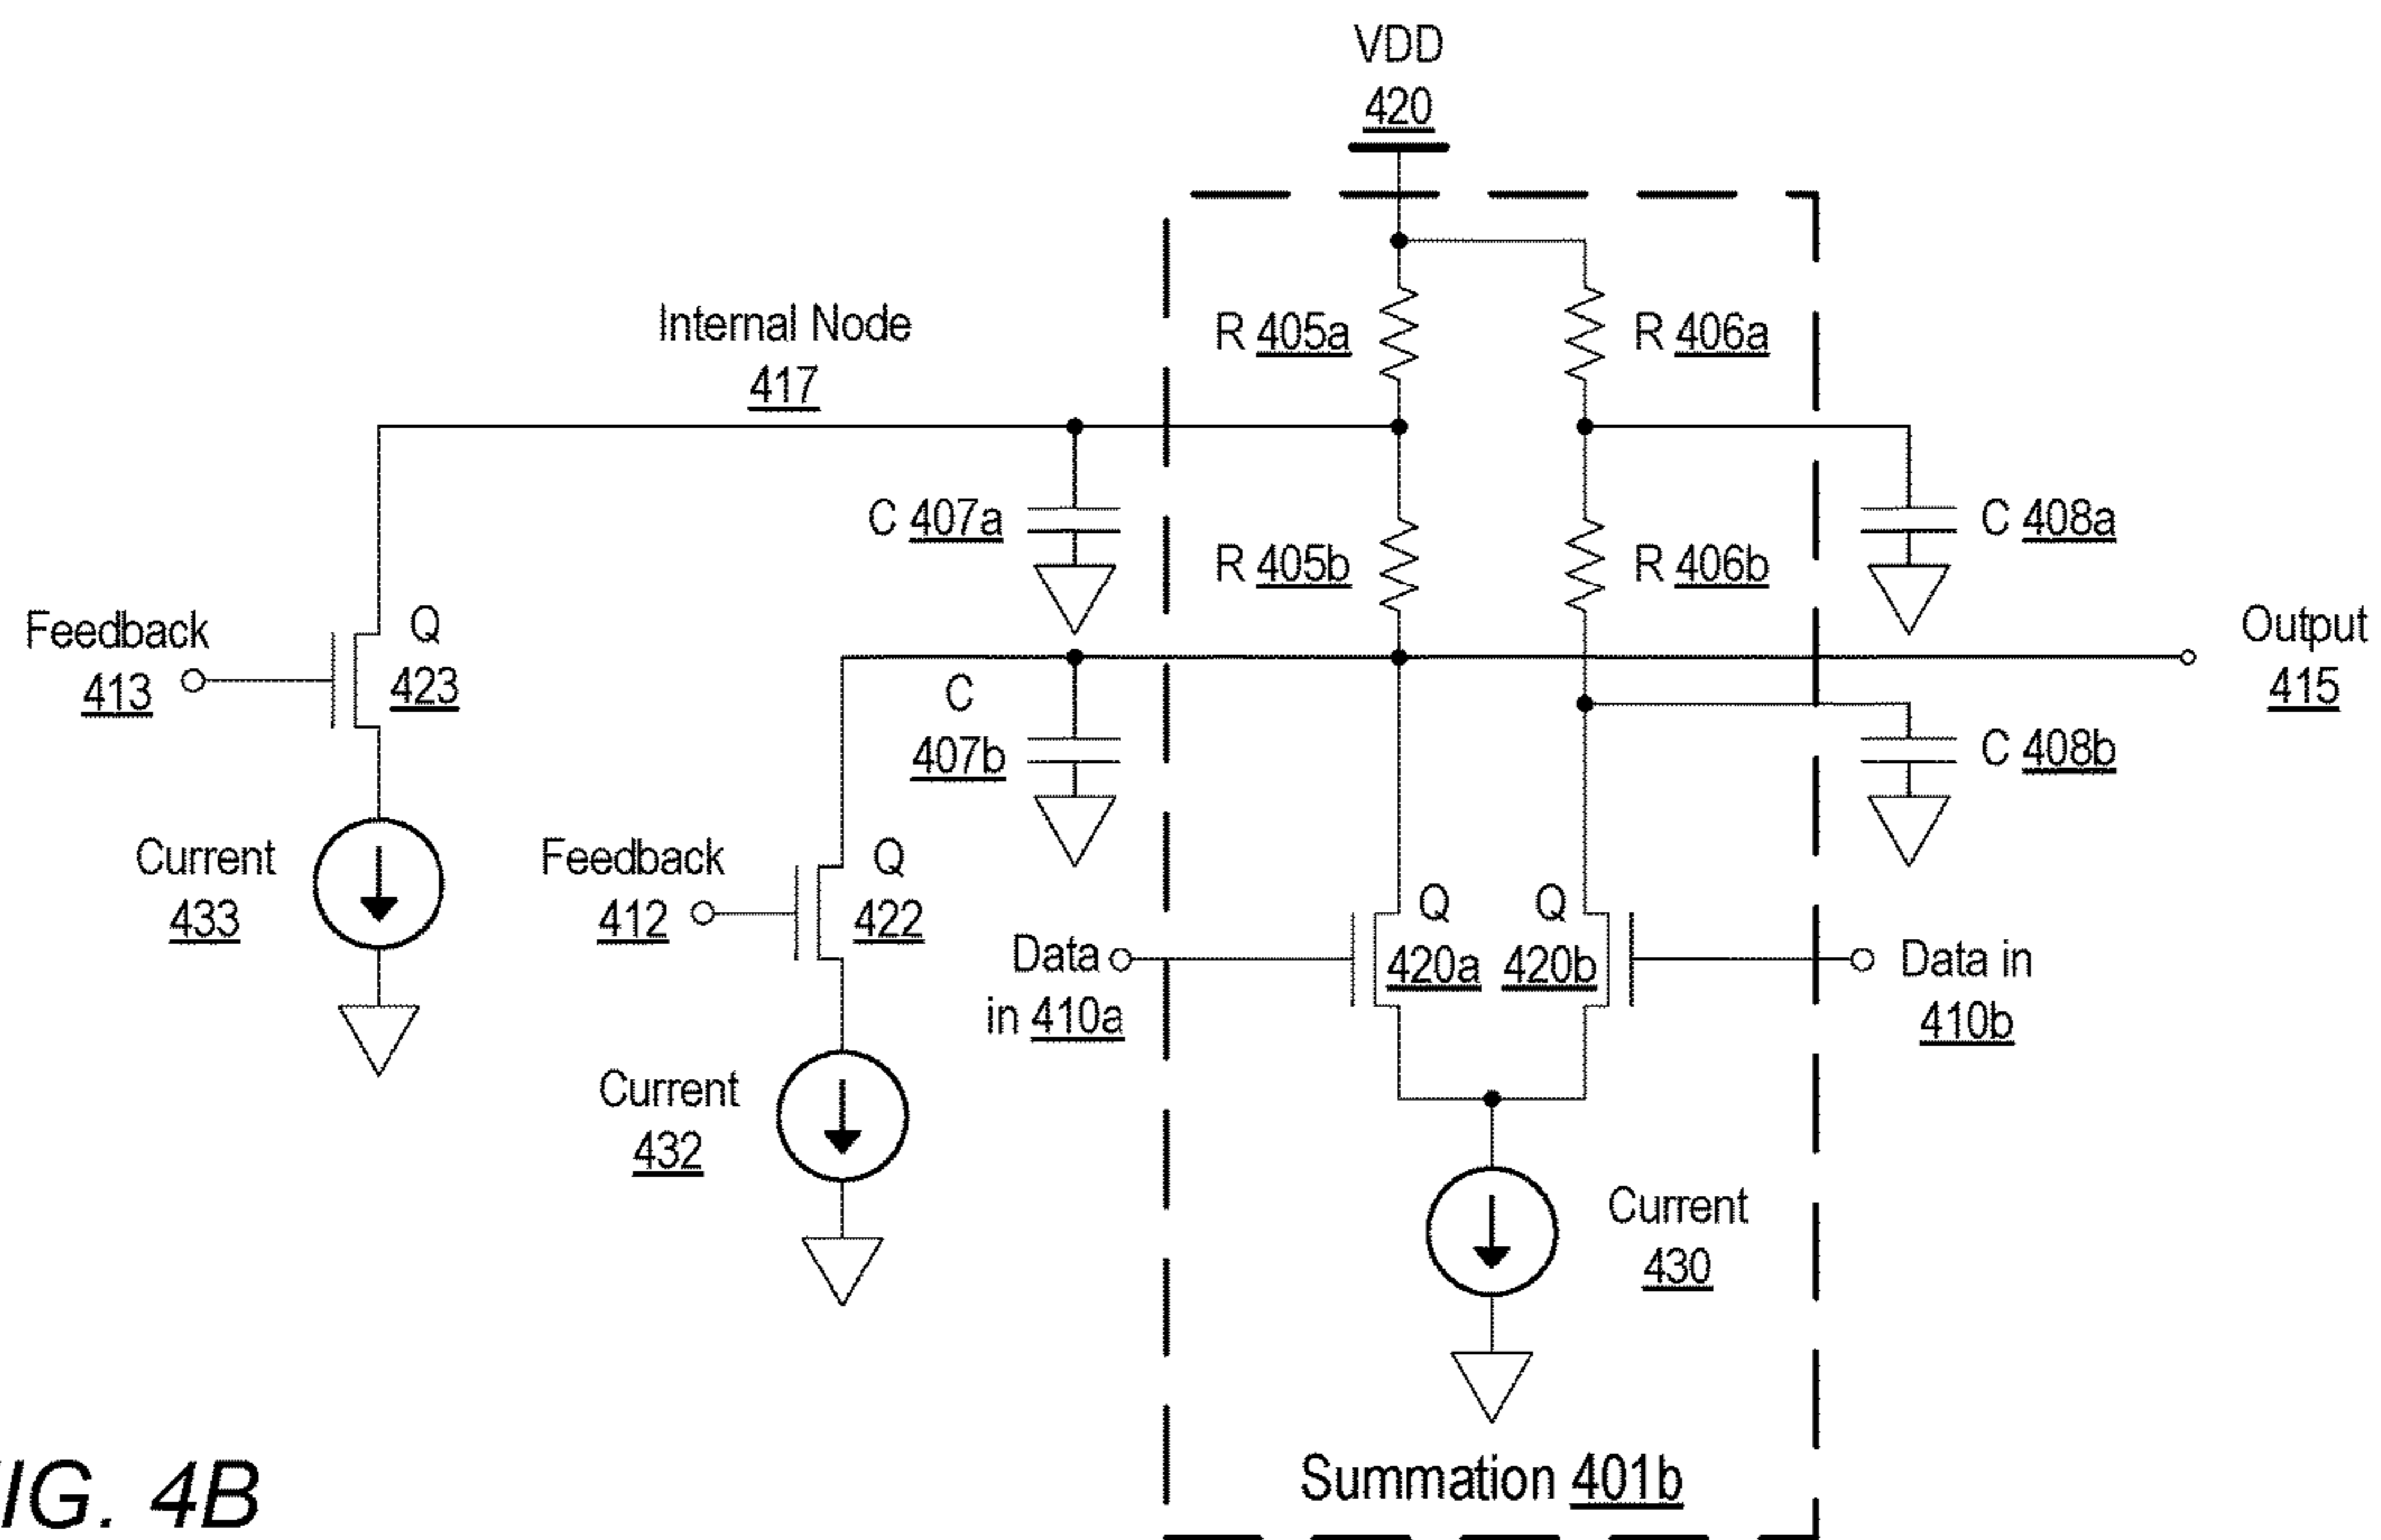 VDD
420
Internal Node
417
R 405a
R 406a
C 407a
C 408a
R 405b
R 406b
Feedback
413
Q
423
Output
415
C
407b
C 408b
Current
433
Feedback
412
Q
422
Data
in 410a
Q
420a
Q
420b
Data in
410b
Current
432
Current
430
Summation 401b
IG. 4B